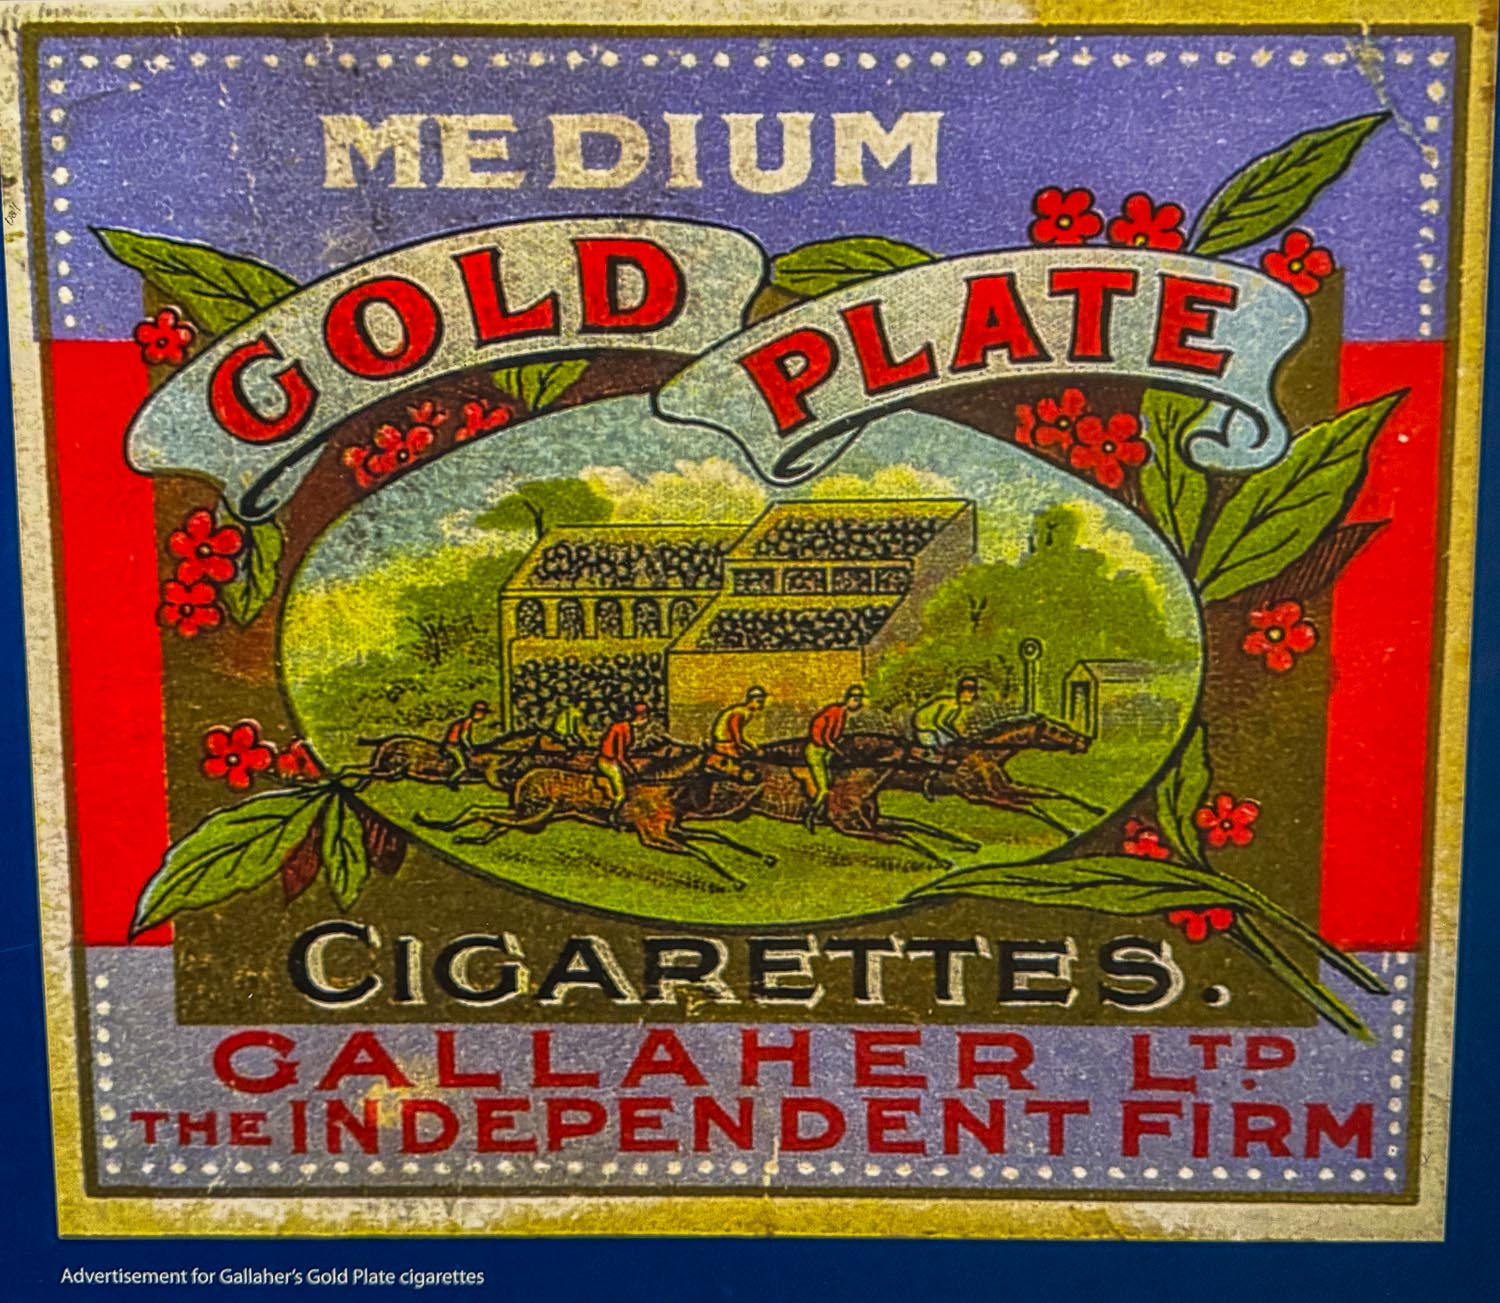 MEDIUM
GOLD PLATE
CIGARETTES.
GALLAHER LTD
THE INDEPENDENT FIRM
Advertisement for Gallaher's Gold Plate cigarettes